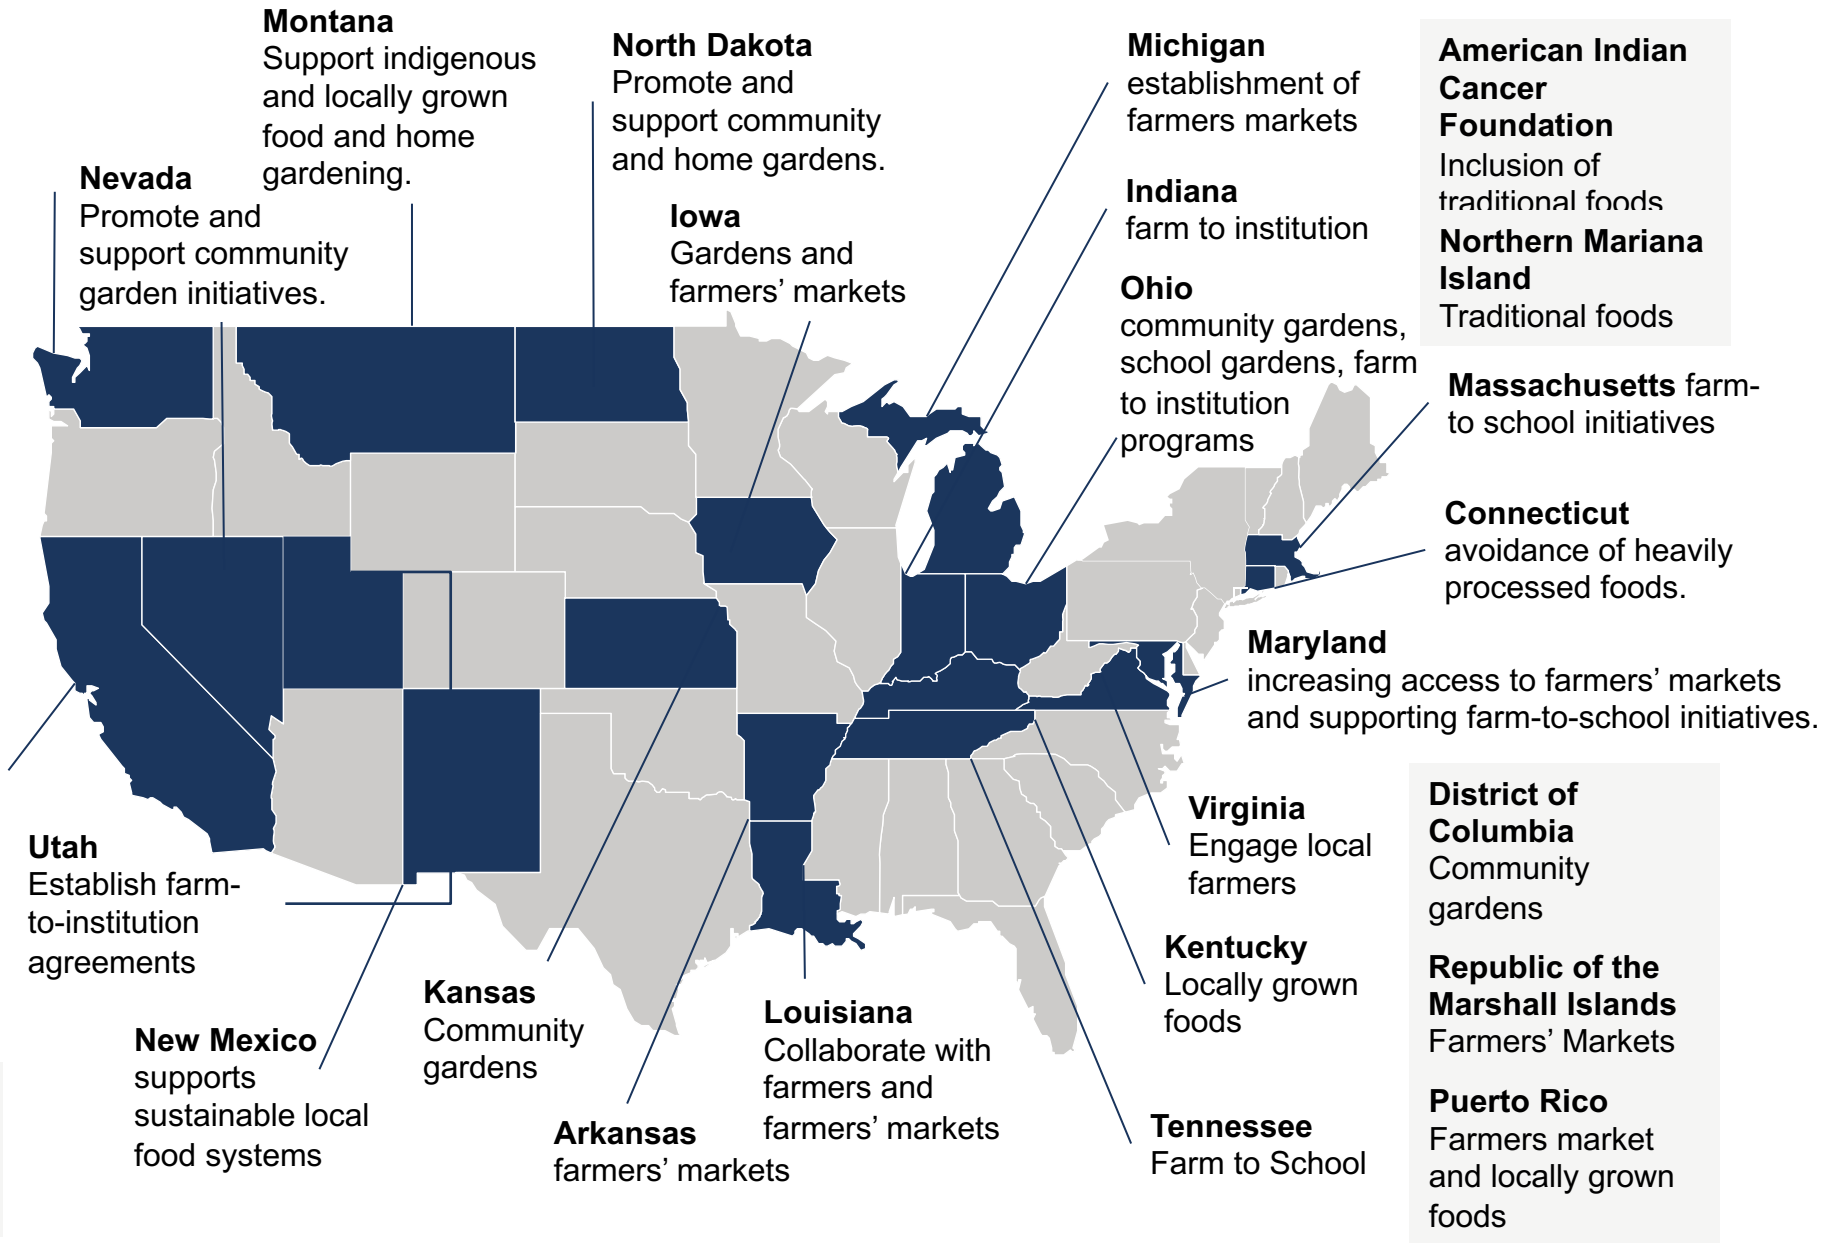 Montana
Support indigenous
and locally grown
food and home
gardening.
North Dakota
Promote and
support community
and home gardens.
Michigan
establishment of
farmers markets
American Indian
Cancer
Foundation
Inclusion of
traditional foods
Nevada
Promote and
support community
garden initiatives.
Iowa
Gardens and
farmers’ markets
Indiana
farm to institution
Northern Mariana
Island
Traditional foods
Ohio
community gardens,
school gardens, farm
to institution
programs
Massachusetts farm-
to school initiatives
Connecticut
avoidance of heavily
processed foods.
Maryland
increasing access to farmers’ markets
and supporting farm-to-school initiatives.
Virginia
Engage local
farmers
District of
Columbia
Community
gardens
Utah
Establish farm-
to-institution
agreements
Kentucky
Locally grown
foods
Republic of the
Marshall Islands
Farmers’ Markets
Kansas
Community
gardens
Louisiana
Collaborate with
farmers and
farmers’ markets
New Mexico
supports
sustainable local
food systems
Arkansas
farmers’ markets
Tennessee
Farm to School
Puerto Rico
Farmers market
and locally grown
foods